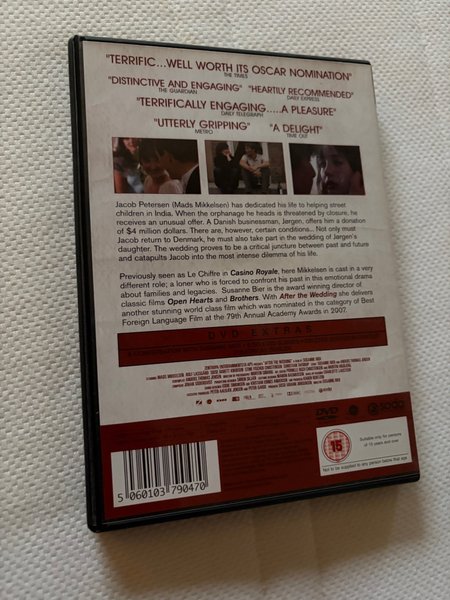 "TERRIFIC...WELL WORTH ITS OSCAR NOMINATION"
THE TIMES
"DISTINCTIVE AND ENGAGING" "HEARTILY RECOMMENDED"
THE GUARDIAN DAILY EXPRESS
"TERRIFICALLY ENGAGING.....A PLEASURE"
DAILY TELEGRAPH
"UTTERLY GRIPPING" "A DELIGHT"
METRO TIME OUT
Jacob Petersen (Mads Mikkelsen) has dedicated his life to helping street
children in India. When the orphanage he heads is threatened by closure, he
receives an unusual offer. A Danish businessman, Jørgen, offers him a donation
of $4 million dollars. There are, however, certain conditions... Not only must
Jacob return to Denmark, he must also take part in the wedding of Jørgen's
daughter. The wedding proves to be a critical juncture between past and future
and catapults Jacob into the most intense dilemma of his life.
Previously seen as Le Chiffre in Casino Royale, here Mikkelsen is cast in a very
different role; a loner who is forced to confront his past in this emotional drama
about families and legacies. Susanne Bier is the award winning director of
classic films Open Hearts and Brothers. With After the Wedding she delivers
another stunning world class film which was nominated in the category of Best
Foreign Language Film at the 79th Annual Academy Awards in 2007.
DVD EXTRAS
DVD
soda
15
Suitable only for persons
of 15 years and over
Not to be supplied to any person below that age
5 060103 790470